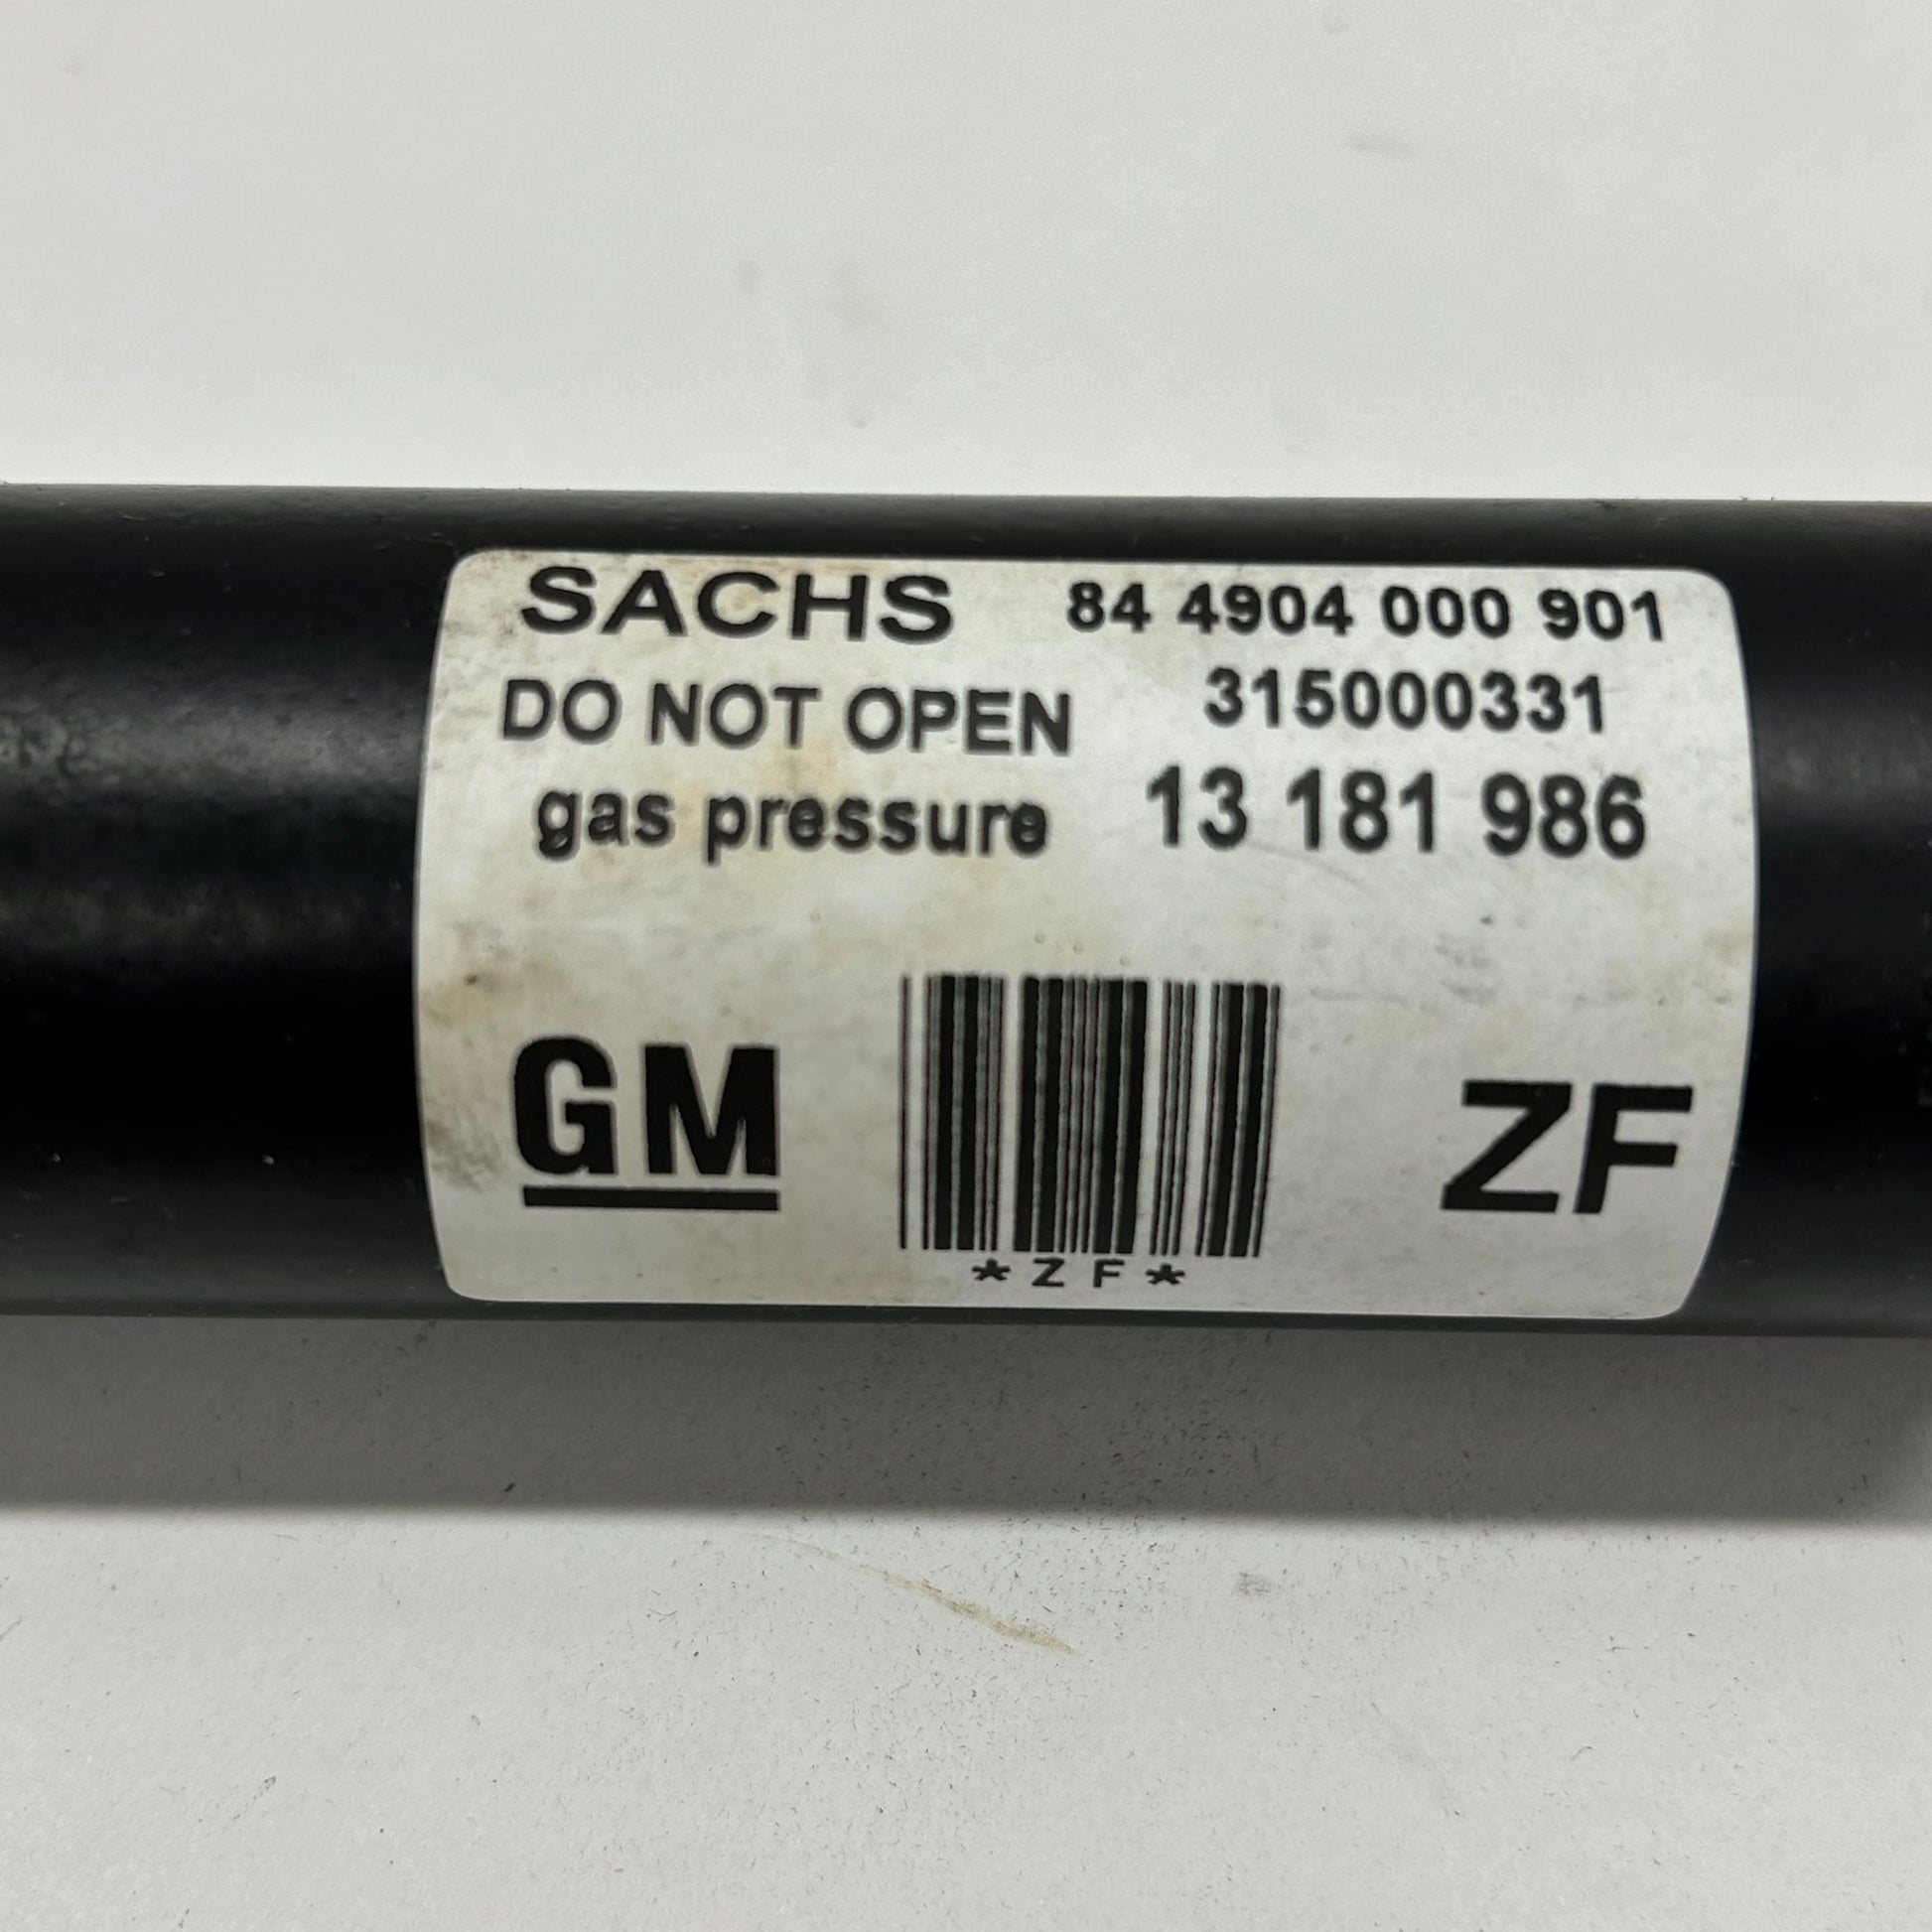 SACHS 84 4904 000 901
DO NOT OPEN 315000331
gas pressure 13 181 986
GM ZF
*ZF*